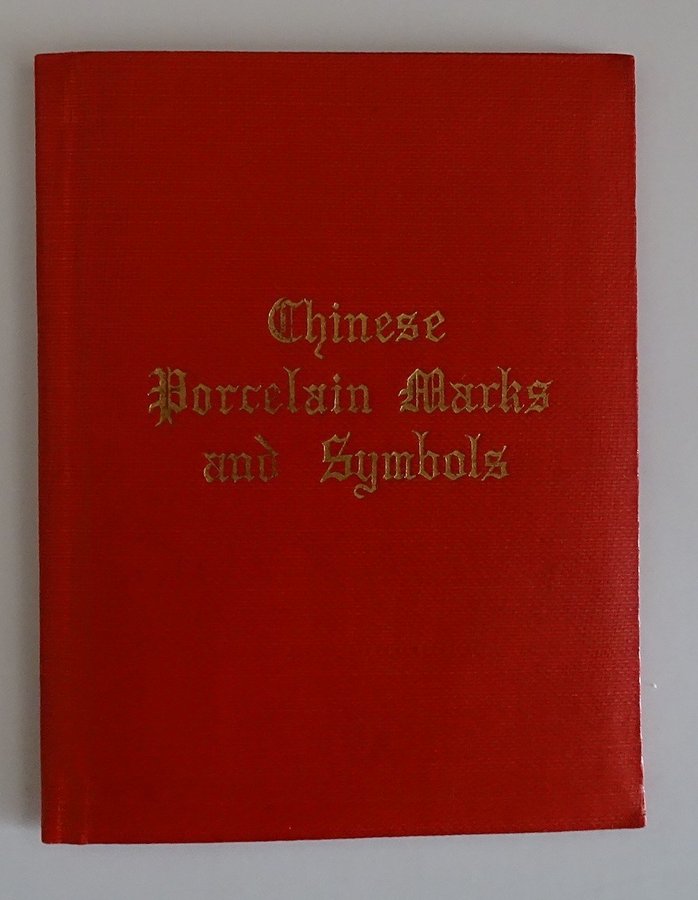 Chinese
Porcelain Marks
and Symbols